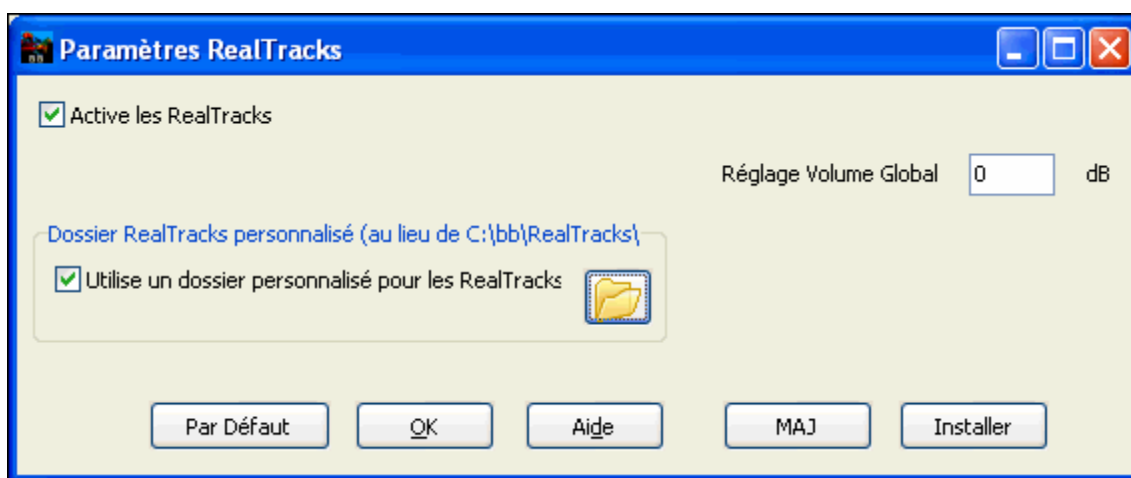 Paramètres RealTracks
Active les RealTracks
Réglage Volume Global 0 dB
Dossier RealTracks personnalisé (au lieu de C:\bb\RealTracks\
Utilise un dossier personnalisé pour les RealTracks
Par Défaut OK Aide MAJ Installer